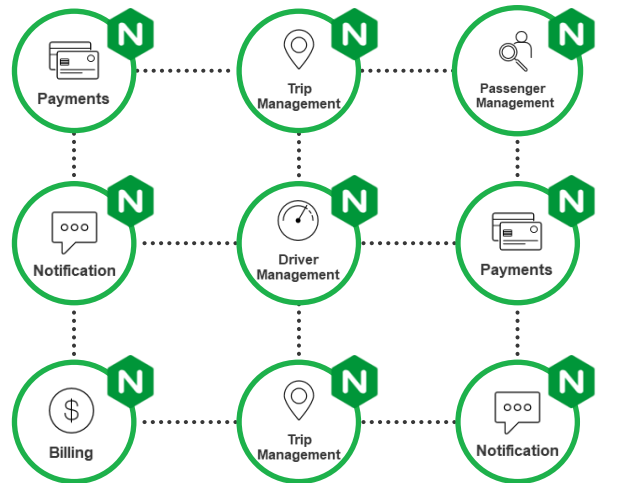 N
N
N
Payments
Trip
Management
Passenger
Management
N
N
N
Notification
Driver
Management
Payments
N
N
N
$
Billing
Trip
Management
Notification